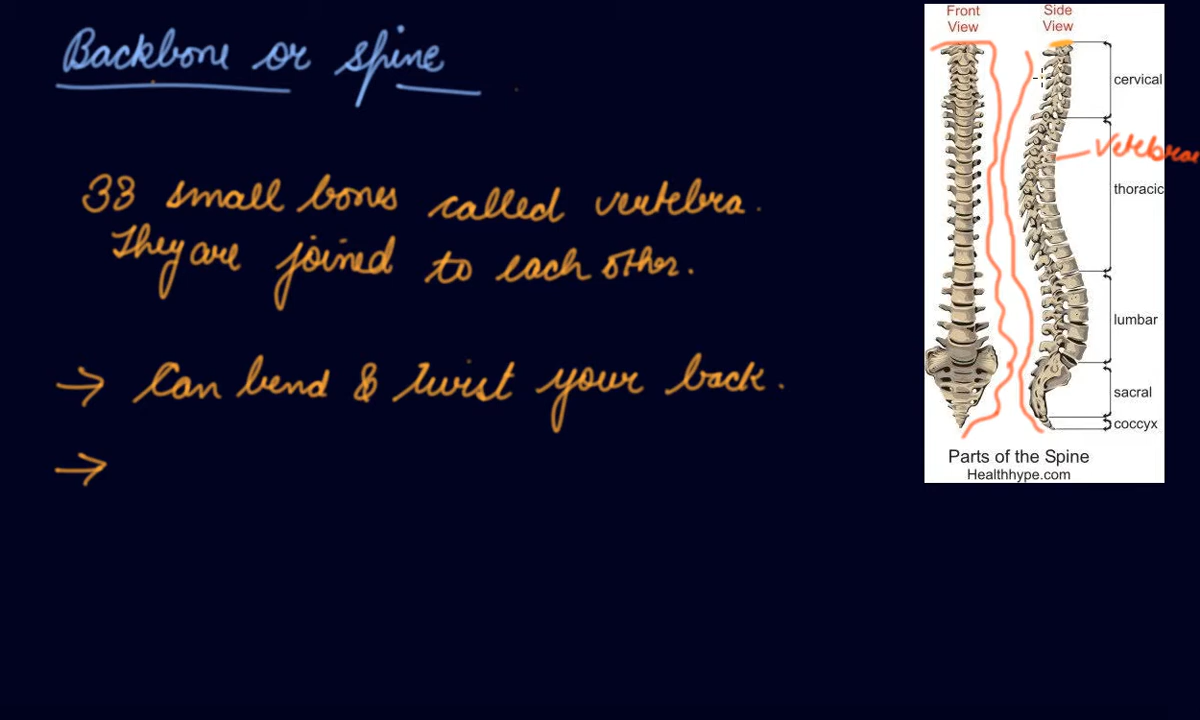 Backbone or spine
33 small bones called vertebra.
They are joined to each other.
→ Can bend & twist your back.
→
Front View
Side View
cervical
Vertebrae
thoracic
lumbar
sacral
coccyx
Parts of the Spine
Healthhype.com